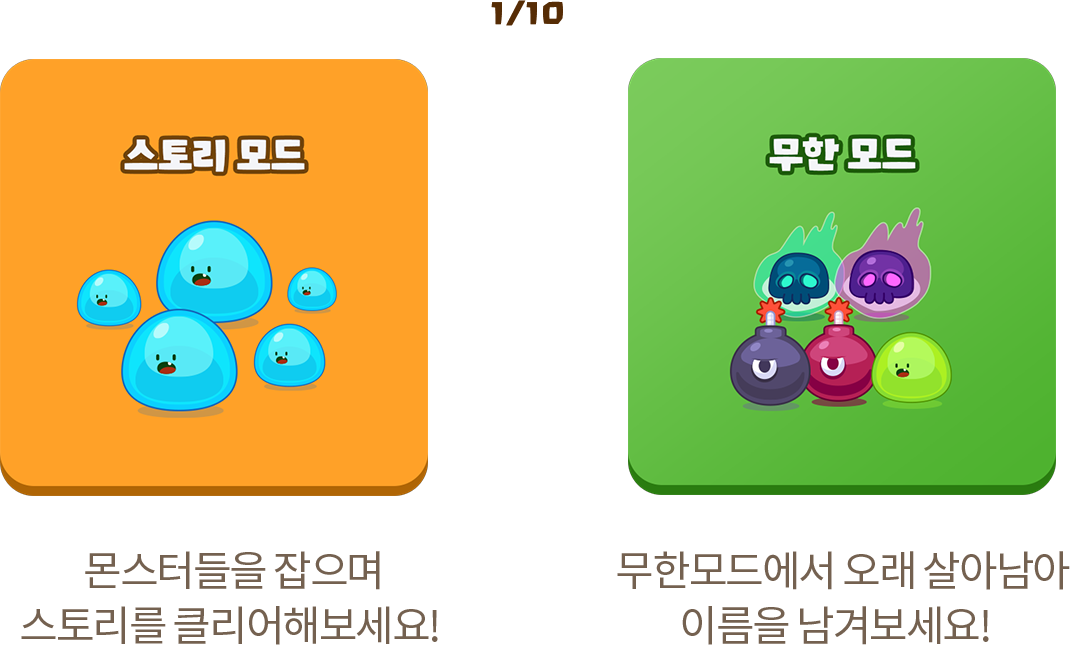 1/10
스토리 모드
무한 모드
몬스터들을 잡으며
스토리를 클리어해보세요!
무한모드에서 오래 살아남아
이름을 남겨보세요!